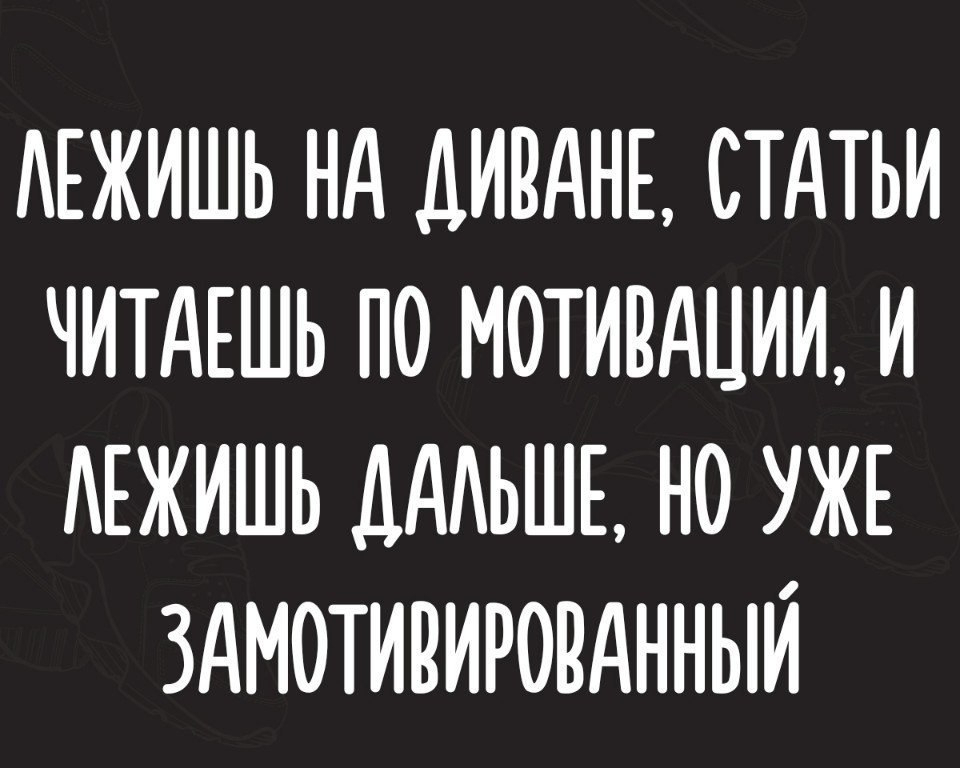 ЛЕЖИШЬ НА ДИВАНЕ, СТАТЬИ
ЧИТАЕШЬ ПО МОТИВАЦИИ, И
ЛЕЖИШЬ ДАЛЬШЕ, НО УЖЕ
ЗАМОТИВИРОВАННЫЙ